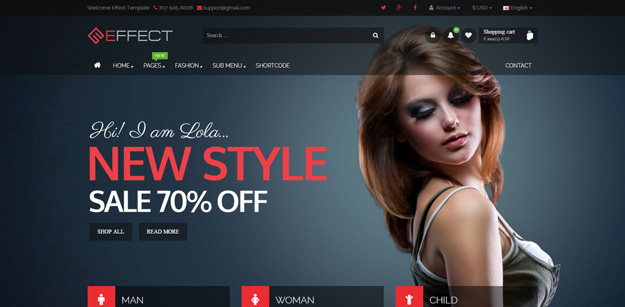 Welcome Effect Template 707-505-8008 support@gmail.com Account $ USD English
EFFECT
Search ...
Shopping cart
0 item(s)-0.00
NEW
HOME PAGES FASHION SUB MENU SHORTCODE CONTACT
Hi! I am Lola...
NEW STYLE
SALE 70% OFF
SHOP ALL READ MORE
MAN WOMAN CHILD